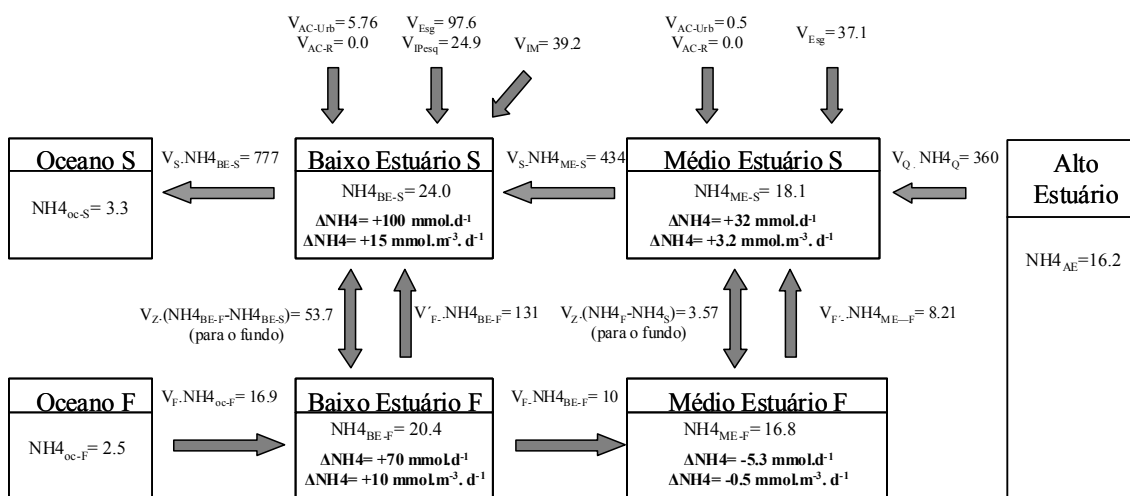 V_AC-Urb= 5.76
V_AC-R= 0.0
V_Esg= 97.6
V_IPesq= 24.9
V_IM= 39.2
V_AC-Urb= 0.5
V_AC-R= 0.0
V_Esg= 37.1
Oceano S
NH4_oc-S = 3.3
V_S.NH4_BE-S= 777
Baixo Estuário S
NH4_BE-S = 24.0
ΔNH4= +100 mmol.d⁻¹
ΔNH4= +15 mmol.m⁻³. d⁻¹
V_S-NH4_ME-S = 434
Médio Estuário S
NH4_ME-S = 18.1
ΔNH4= +32 mmol.d⁻¹
ΔNH4= +3.2 mmol.m⁻³. d⁻¹
V_Q . NH4_Q= 360
Alto
Estuário
NH4_AE=16.2
V_Z.(NH4_BE-F-NH4_BE-S)= 53.7
(para o fundo)
V´_F-.NH4_BE-F= 131
V_Z.(NH4_F-NH4_S)= 3.57
(para o fundo)
V_F´-.NH4_ME—F= 8.21
Oceano F
NH4_oc-F = 2.5
V_F.NH4_oc-F = 16.9
Baixo Estuário F
NH4_BE-F = 20.4
ΔNH4= +70 mmol.d⁻¹
ΔNH4= +10 mmol.m⁻³. d⁻¹
V_F-NH4_BE-F = 10
Médio Estuário F
NH4_ME-F = 16.8
ΔNH4= -5.3 mmol.d⁻¹
ΔNH4= -0.5 mmol.m⁻³. d⁻¹